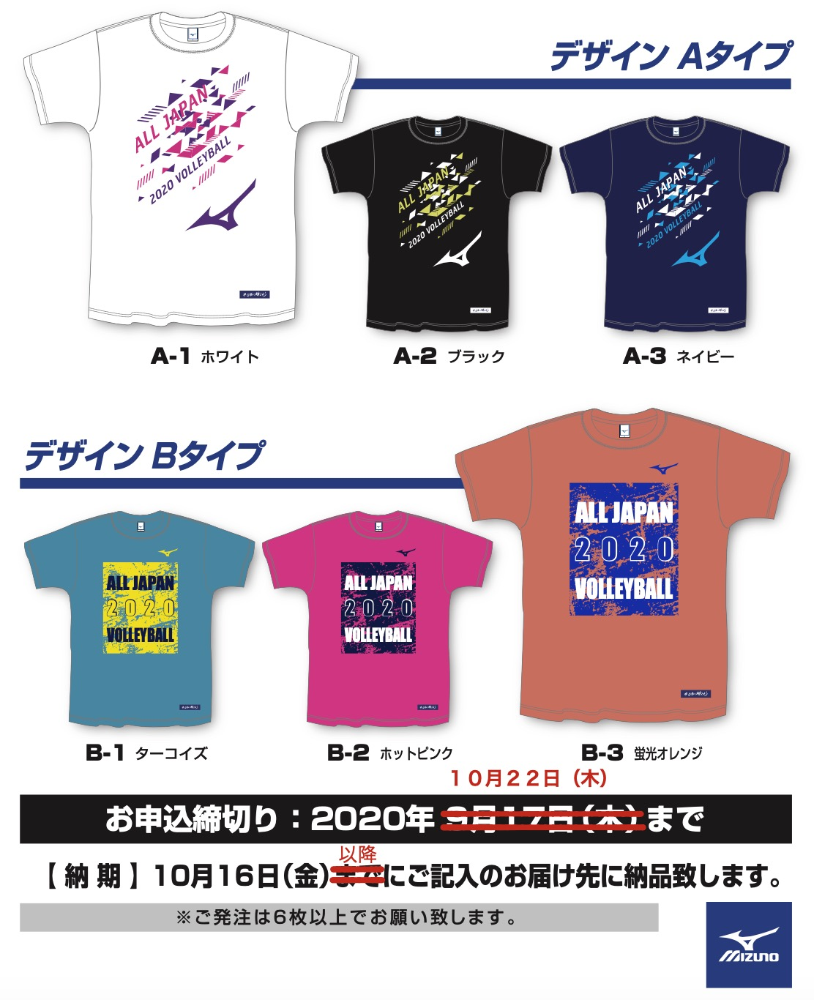 デザイン Aタイプ
ALL JAPAN
2020 VOLLEYBALL
ALL JAPAN
2020 VOLLEYBALL
ALL JAPAN
2020 VOLLEYBALL
A-1 ホワイト
A-2 ブラック
A-3 ネイビー
デザイン Bタイプ
ALL JAPAN
2020
VOLLEYBALL
ALL JAPAN
2020
VOLLEYBALL
ALL JAPAN
2020
VOLLEYBALL
B-1 ターコイズ
B-2 ホットピンク
B-3 蛍光オレンジ
10月22日（木）
お申込締切り：2020年 9月17日（木）まで
以降
【納期】10月16日（金）までにご記入のお届け先に納品致します。
※ご発注は6枚以上でお願い致します。
MIZUNO